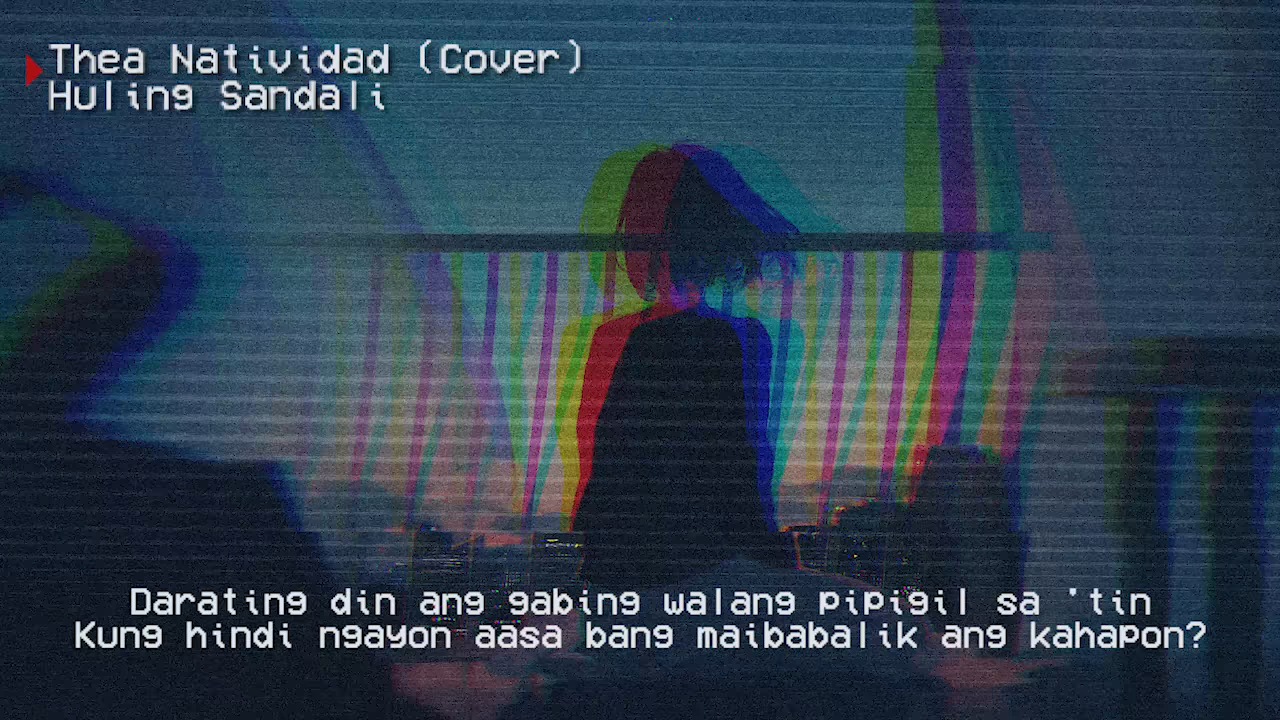 Thea Natividad (Cover)
Huling Sandali
Darating din ang gabing walang pipigil sa 'tin
Kung hindi ngayon aasa bang maibabalik ang kahapon?